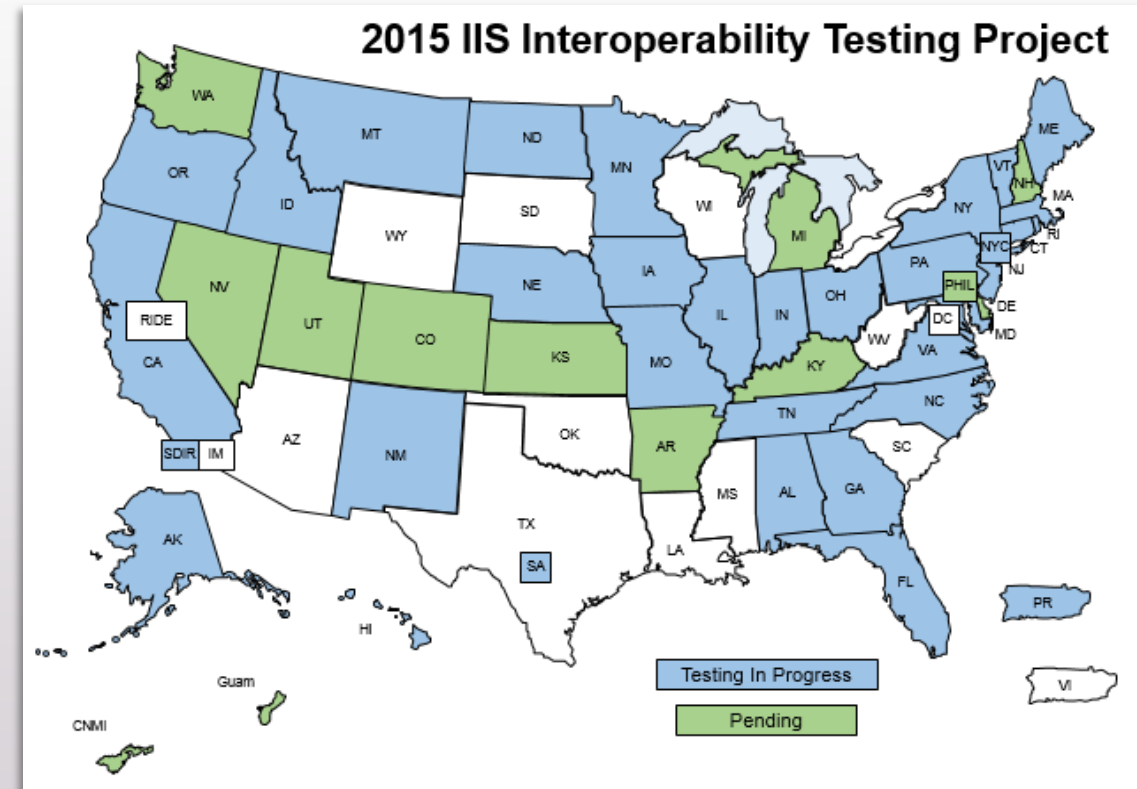 2015 IIS Interoperability Testing Project
WA
MT
ND
MN
ME
VT
NH
OR
ID
SD
WI
MA
NY
WY
MI
RI
NYC
CT
PA
IA
NJ
NV
NE
PHIL
OH
DE
IL
IN
RIDE
UT
DC
MD
CO
WV
VA
KS
CA
MO
KY
NC
TN
AZ
OK
AR
SC
SDIR
IM
NM
GA
MS
AL
TX
AK
LA
SA
FL
PR
HI
Testing In Progress
Guam
VI
Pending
CNMI